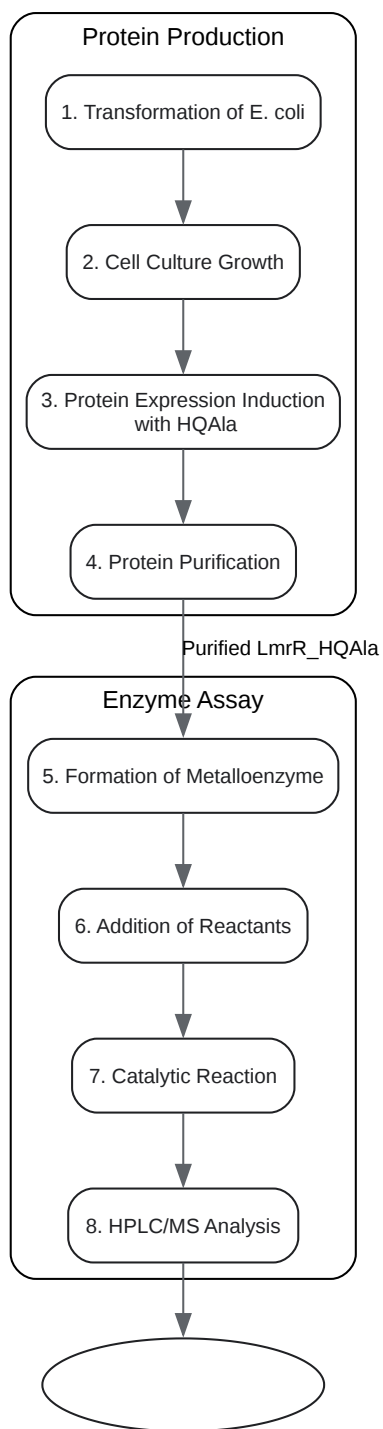 Protein Production
1. Transformation of E. coli
2. Cell Culture Growth
3. Protein Expression Induction
with HQAla
4. Protein Purification
Purified LmrR_HQAla
Enzyme Assay
5. Formation of Metalloenzyme
6. Addition of Reactants
7. Catalytic Reaction
8. HPLC/MS Analysis